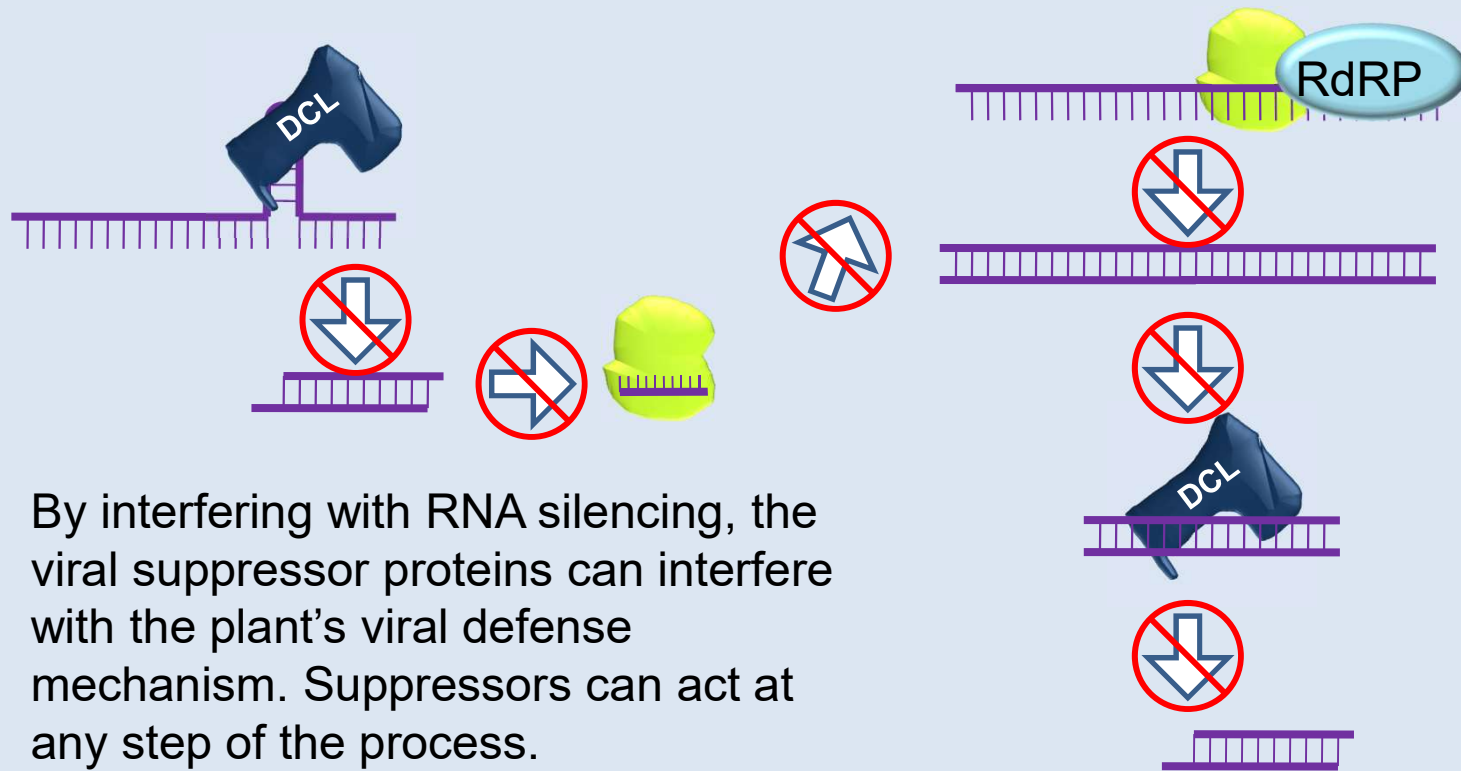 DCL
RdRP
DCL
By interfering with RNA silencing, the
viral suppressor proteins can interfere
with the plant’s viral defense
mechanism. Suppressors can act at
any step of the process.